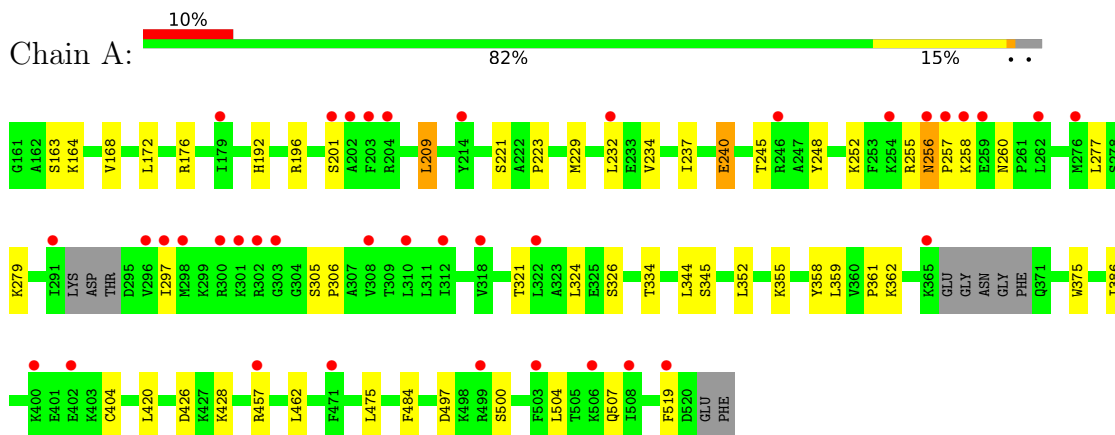 10%
Chain A:
82% 15% • •
G161 A162 S163 K164 V168 L172 R176 I179 H192 R196 S201 A202 F203 R204 L209 Y214 S221 A222 P223 M229 L232 E233 V234 I237 E240 T245 R246 A247 Y248 K252 F253 K254 R255 N256 P257 K258 E259 N260 P261 L262 M276 L277 S278
K279 I291 LYS ASP THR D295 V296 I297 M298 K299 R300 K301 R302 G303 G304 S305 P306 A307 V308 T309 L310 L311 I312 V318 T321 L322 A323 L324 E325 S326 T334 L344 S345 L352 K355 Y358 L359 V360 P361 K362 K365 GLU GLY ASN GLY PHE Q371 W375
K400 E401 E402 K403 C404 L420 D426 K427 K428 R457 L462 F471 L475 F484 D497 K498 R499 S500 F503 L504 T505 K506 Q507 I508 F519 D520 GLU PHE